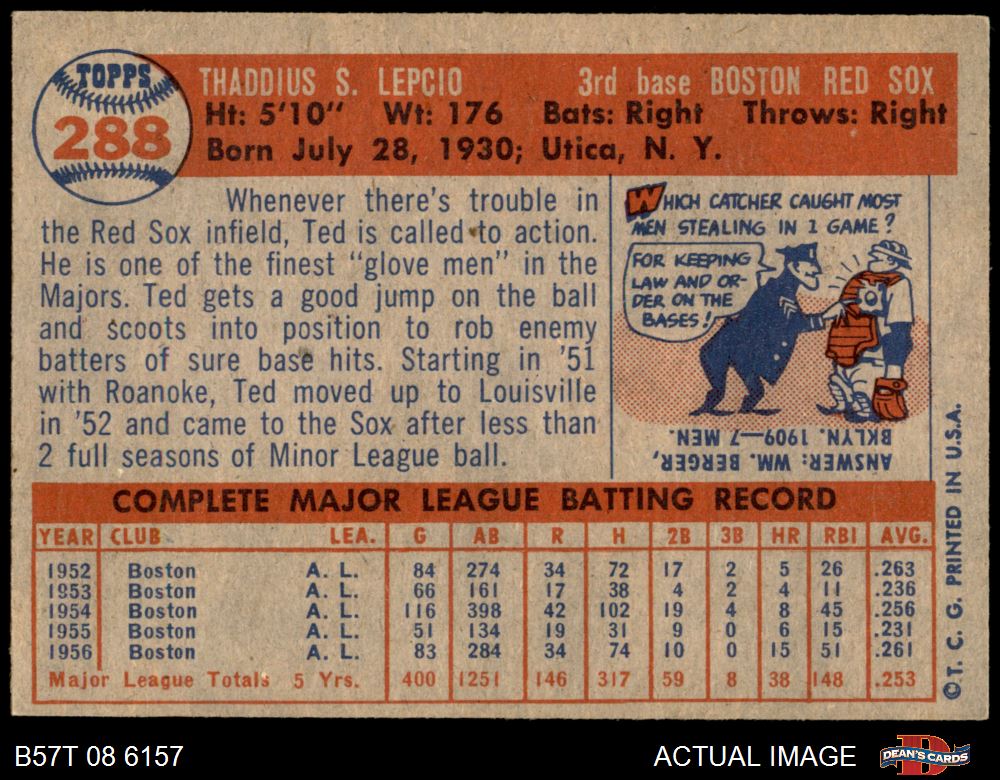 TOPPS
288
THADDIUS S. LEPCIO 3rd base BOSTON RED SOX
Ht: 5'10" Wt: 176 Bats: Right Throws: Right
Born July 28, 1930; Utica, N. Y.
Whenever there's trouble in
the Red Sox infield, Ted is called to action.
He is one of the finest "glove men" in the
Majors. Ted gets a good jump on the ball
and scoots into position to rob enemy
batters of sure base hits. Starting in '51
with Roanoke, Ted moved up to Louisville
in '52 and came to the Sox after less than
2 full seasons of Minor League ball.
WHICH CATCHER CAUGHT MOST
MEN STEALING IN 1 GAME?
FOR KEEPING
LAW AND OR-
DER ON THE
BASES!
ANSWER: WM. BERGER,
BKLYN. 1909—7 MEN.
COMPLETE MAJOR LEAGUE BATTING RECORD
YEAR CLUB LEA. G AB R H 2B 3B HR RBI AVG.
1952 Boston A. L. 84 274 34 72 17 2 5 26 .263
1953 Boston A. L. 66 161 17 38 4 2 4 11 .236
1954 Boston A. L. 116 398 42 102 19 4 8 45 .256
1955 Boston A. L. 51 134 19 31 9 0 6 15 .231
1956 Boston A. L. 83 284 34 74 10 0 15 51 .261
Major League Totals 5 Yrs. 400 1251 146 317 59 8 38 148 .253
© T. C. G. PRINTED IN U.S.A.
B57T 08 6157 ACTUAL IMAGE
DEAN'S CARDS